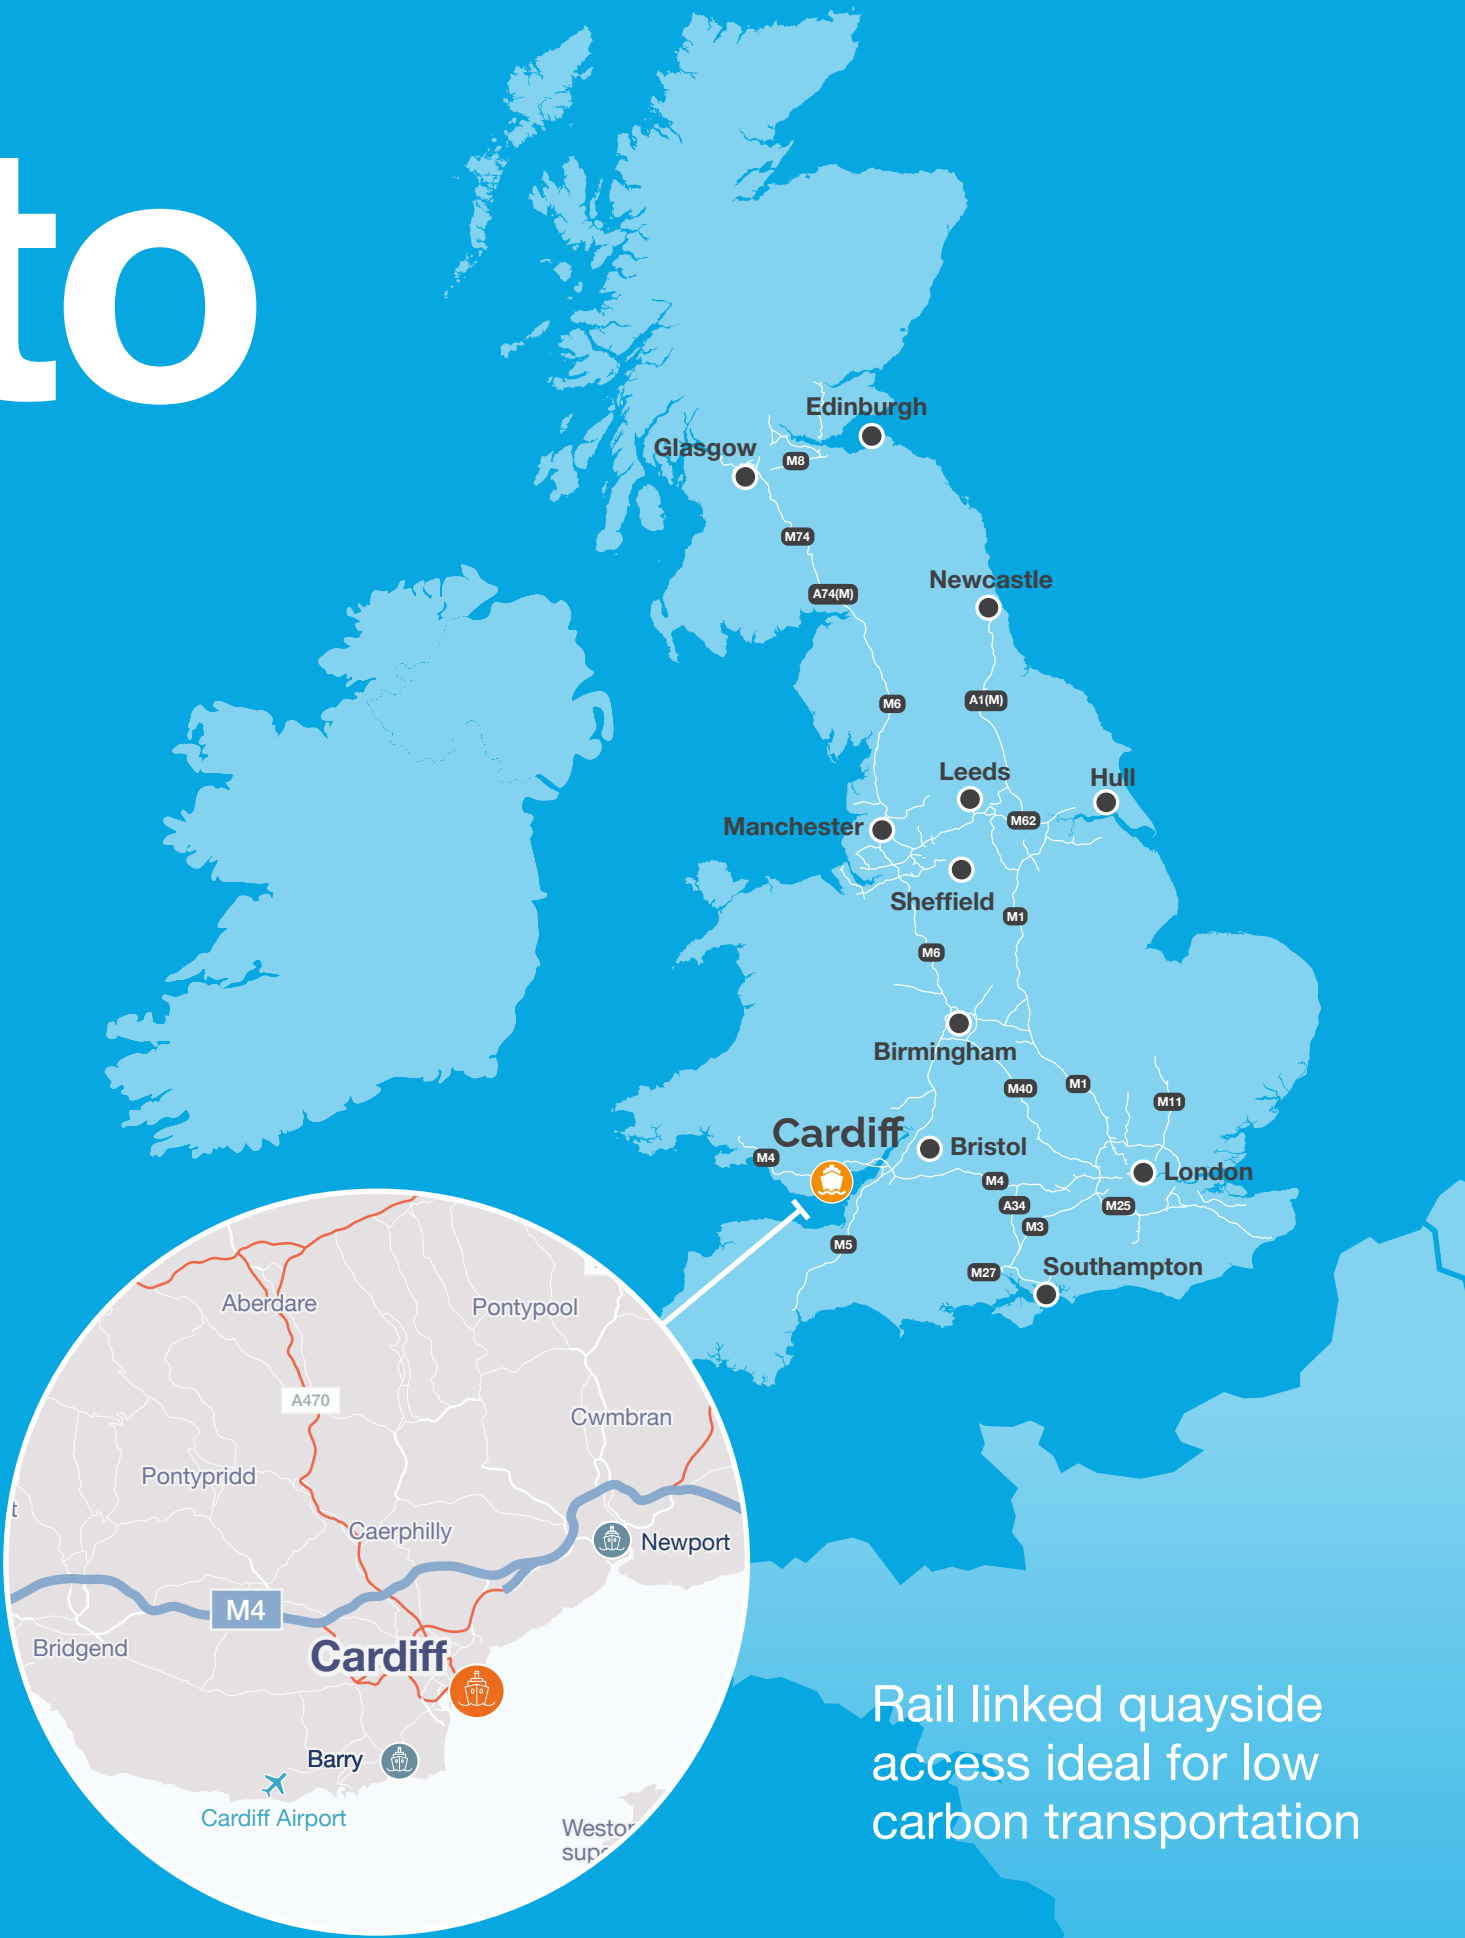 to
Edinburgh
Glasgow
M8
M74
A74(M)
Newcastle
M6
A1(M)
Leeds
Hull
Manchester
M62
Sheffield
M1
M6
Birmingham
M40
M1
M11
Cardiff
Bristol
M4
London
M4
A34
M25
M3
M5
M27
Southampton
Aberdare
Pontypool
A470
Cwmbran
Pontypridd
Caerphilly
Newport
M4
Bridgend
Cardiff
Barry
Cardiff Airport
Rail linked quayside
access ideal for low
carbon transportation